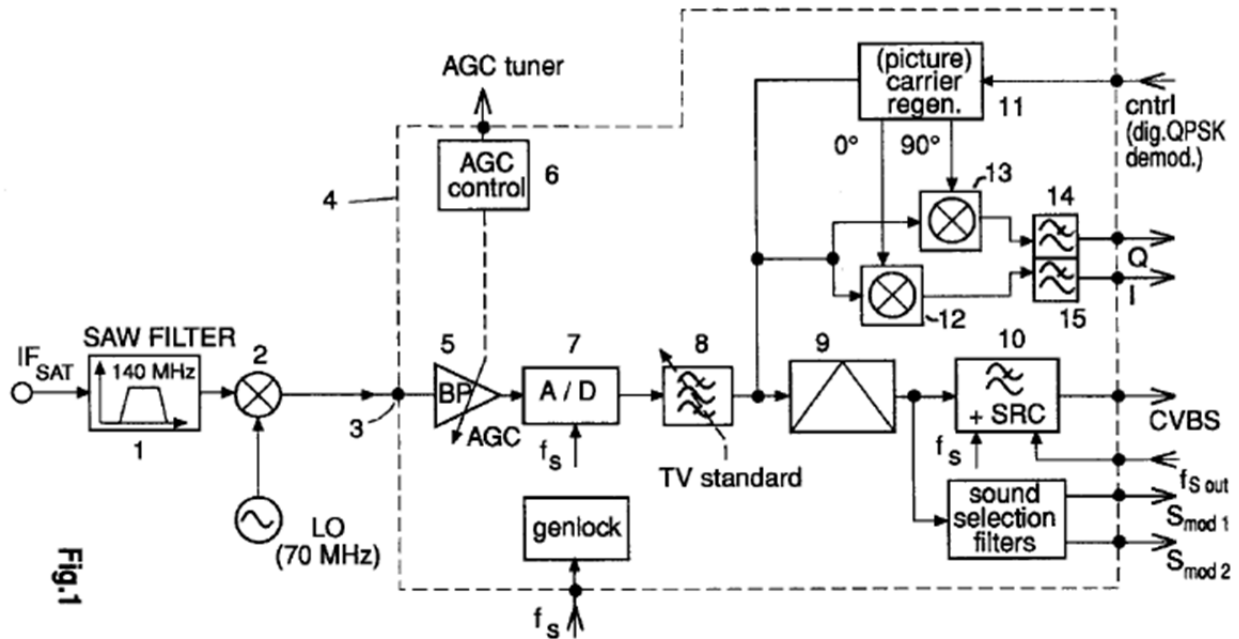 AGC tuner
(picture)
carrier
regen.
11
cntrl
(dig.QPSK
demod.)
0°
90°
AGC
control
6
4
13
14
Q
I
12
15
SAW FILTER
2
5
7
8
9
10
IF SAT
140 MHz
BP
A / D
+ SRC
CVBS
1
3
AGC
fs
TV standard
fs
fS out
LO
(70 MHz)
genlock
sound
selection
filters
Smod 1
Smod 2
fs
Fig.1